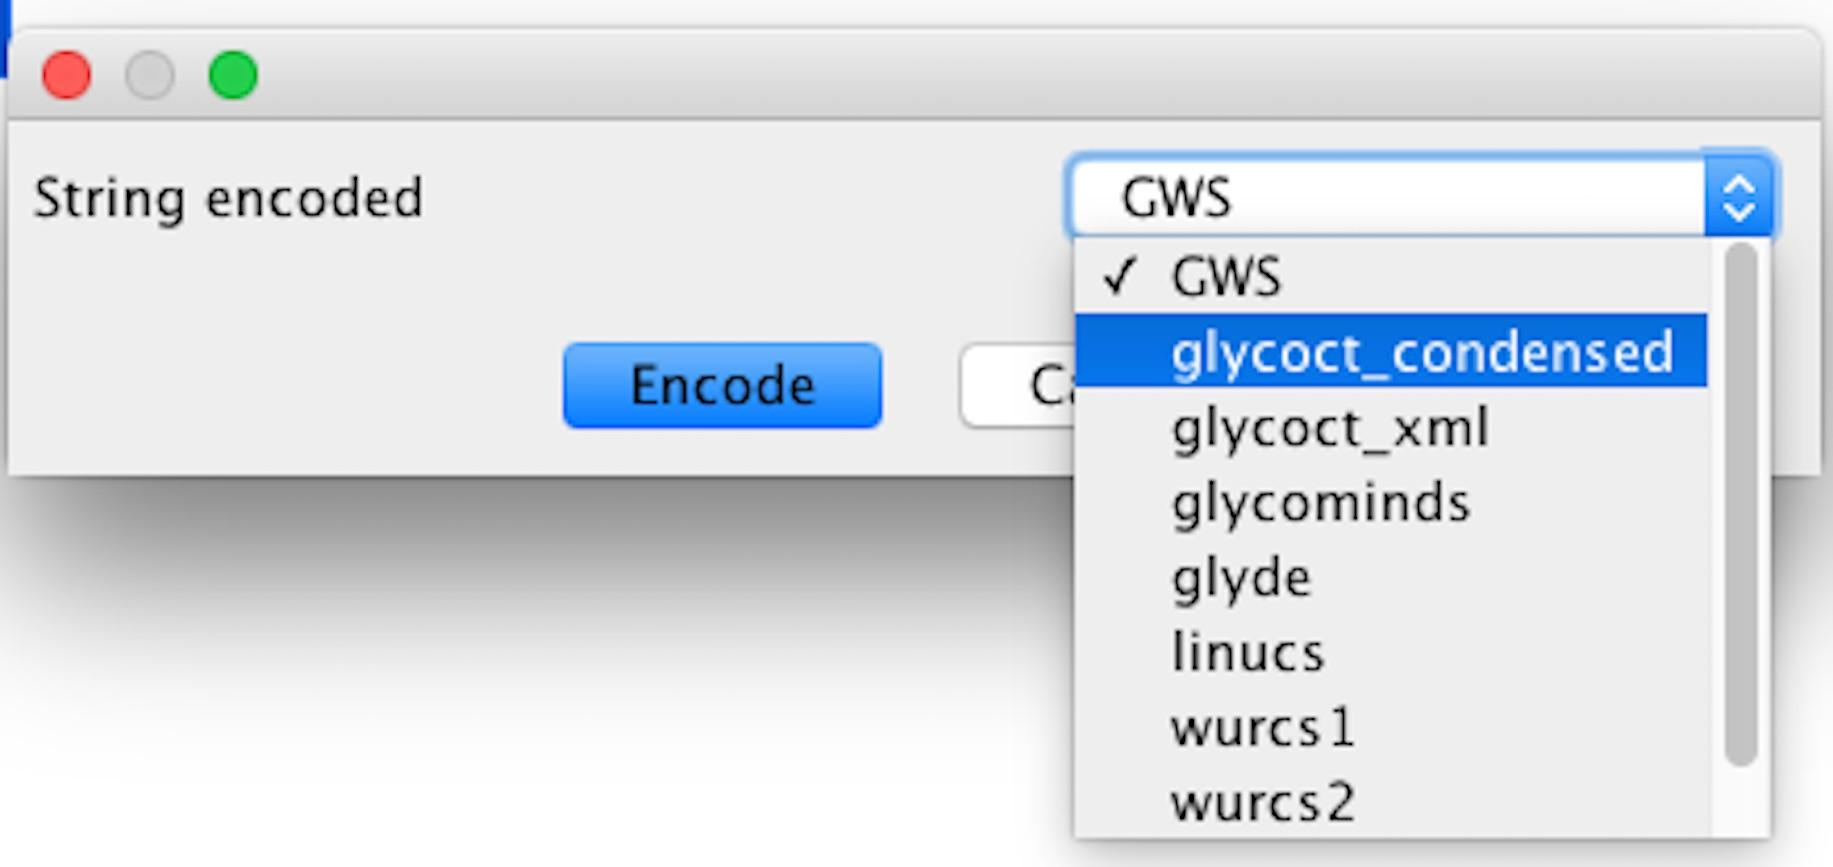 String encoded
GWS
GWS
glycoct_condensed
Encode
glycoct_xml
glycominds
glyde
linucs
wurcs1
wurcs2